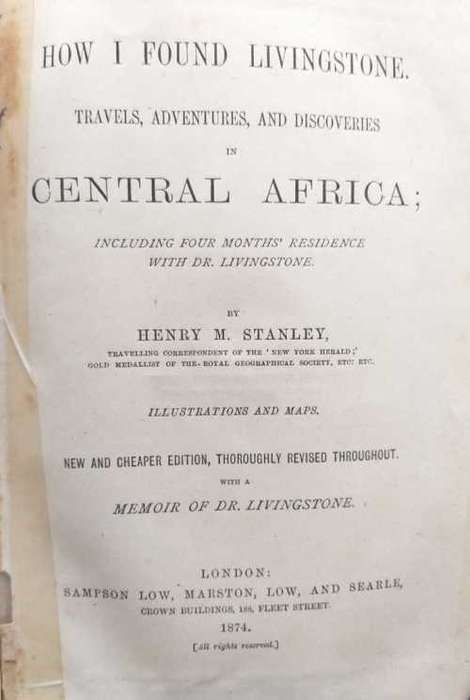 HOW I FOUND LIVINGSTONE.
TRAVELS, ADVENTURES, AND DISCOVERIES
IN
CENTRAL AFRICA;
INCLUDING FOUR MONTHS' RESIDENCE
WITH DR. LIVINGSTONE.
BY
HENRY M. STANLEY,
TRAVELLING CORRESPONDENT OF THE 'NEW YORK HERALD;'
GOLD MEDALLIST OF THE ROYAL GEOGRAPHICAL SOCIETY, ETC. ETC.
ILLUSTRATIONS AND MAPS.
NEW AND CHEAPER EDITION, THOROUGHLY REVISED THROUGHOUT.
WITH A
MEMOIR OF DR. LIVINGSTONE.
LONDON:
SAMPSON LOW, MARSTON, LOW, AND SEARLE,
CROWN BUILDINGS, 188, FLEET STREET.
1874.
[All rights reserved.]